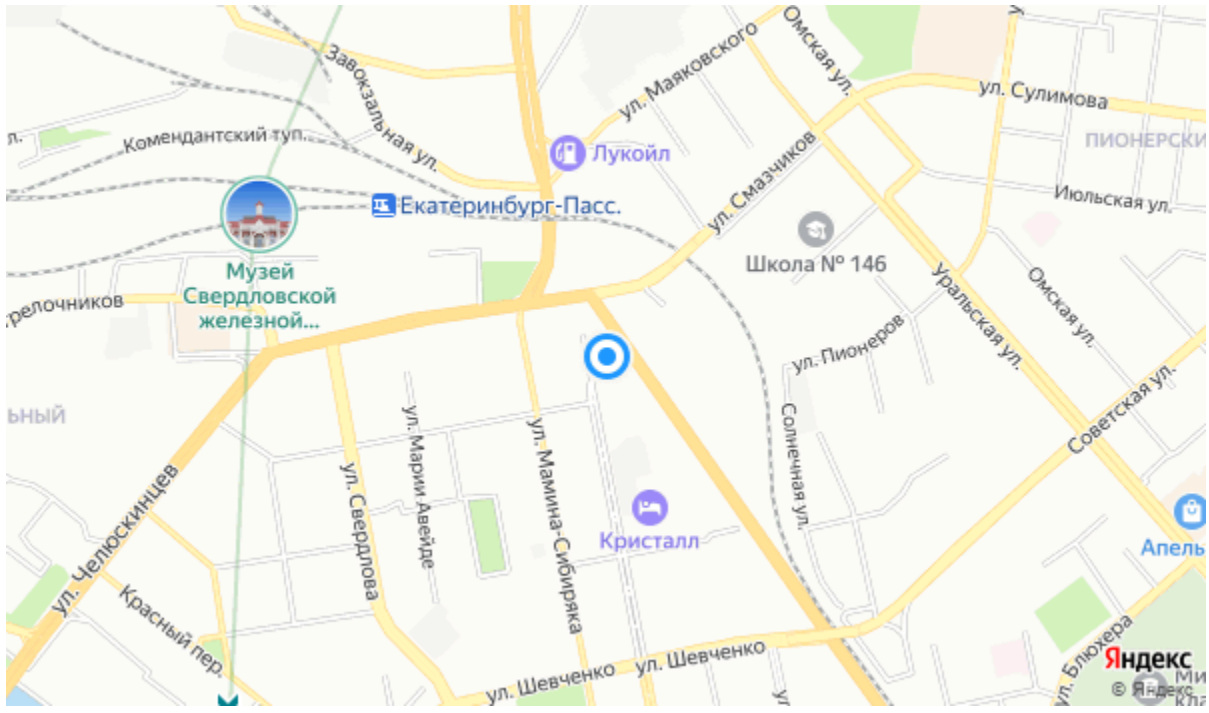 Завокзальная ул.
ул. Маяковского
Омская ул.
ул. Сулимова
Комендантский туп..
Лукойл
ПИОНЕРСКИ
л.
Екатеринбург-Пасс.
ул. Смазчиков
Июльская ул.
Школа № 146
Музей
Свердловской
железной...
релочников
Уральская ул.
Омская ул.
ул. Пионеров
ЬНЫЙ
ул. Марии Авейде
ул. Мамина-Сибиряка
Солнечная ул.
Советская ул.
ул. Челюскинцев
ул. Свердлова
Кристалл
Апель
Красный пер.
ул. Шевченко
ул. Шевченко
ул. Блюхера
Яндекс
© Яндекс